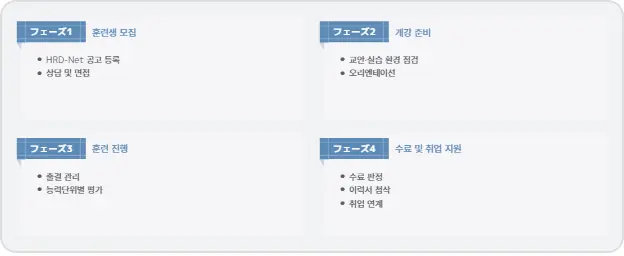 フェーズ1 훈련생 모집
HRD-Net 공고 등록
상담 및 면접
フェーズ2 개강 준비
교안·실습 환경 점검
오리엔테이션
フェーズ3 훈련 진행
출결 관리
능력단위별 평가
フェーズ4 수료 및 취업 지원
수료 판정
이력서 첨삭
취업 연계